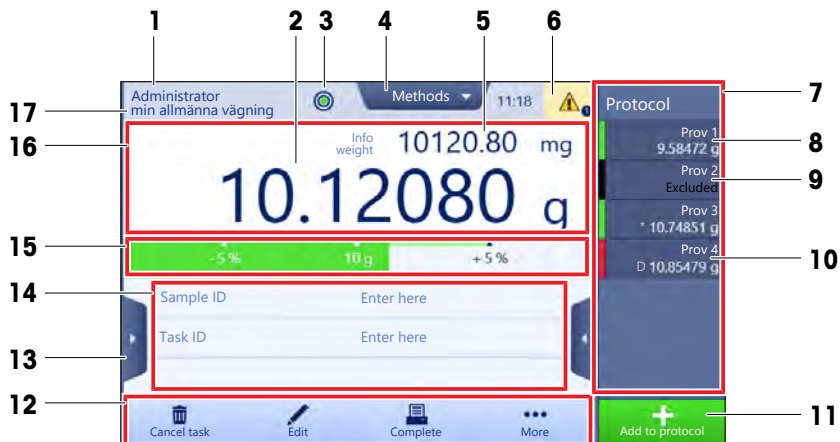 1
2
3
4
5
6
Administrator
min allmänna vägning
Methods
11:18
Protocol
7
17
16
Info
weight
10120.80 mg
10.12080 g
Prov 1
9.58472 g
8
Prov 2
Excluded
9
Prov 3
* 10.74851 g
Prov 4
D 10.85479 g
10
15
-5 %
10 g
+5 %
14
Sample ID
Enter here
Task ID
Enter here
13
12
Cancel task
Edit
Complete
More
Add to protocol
11